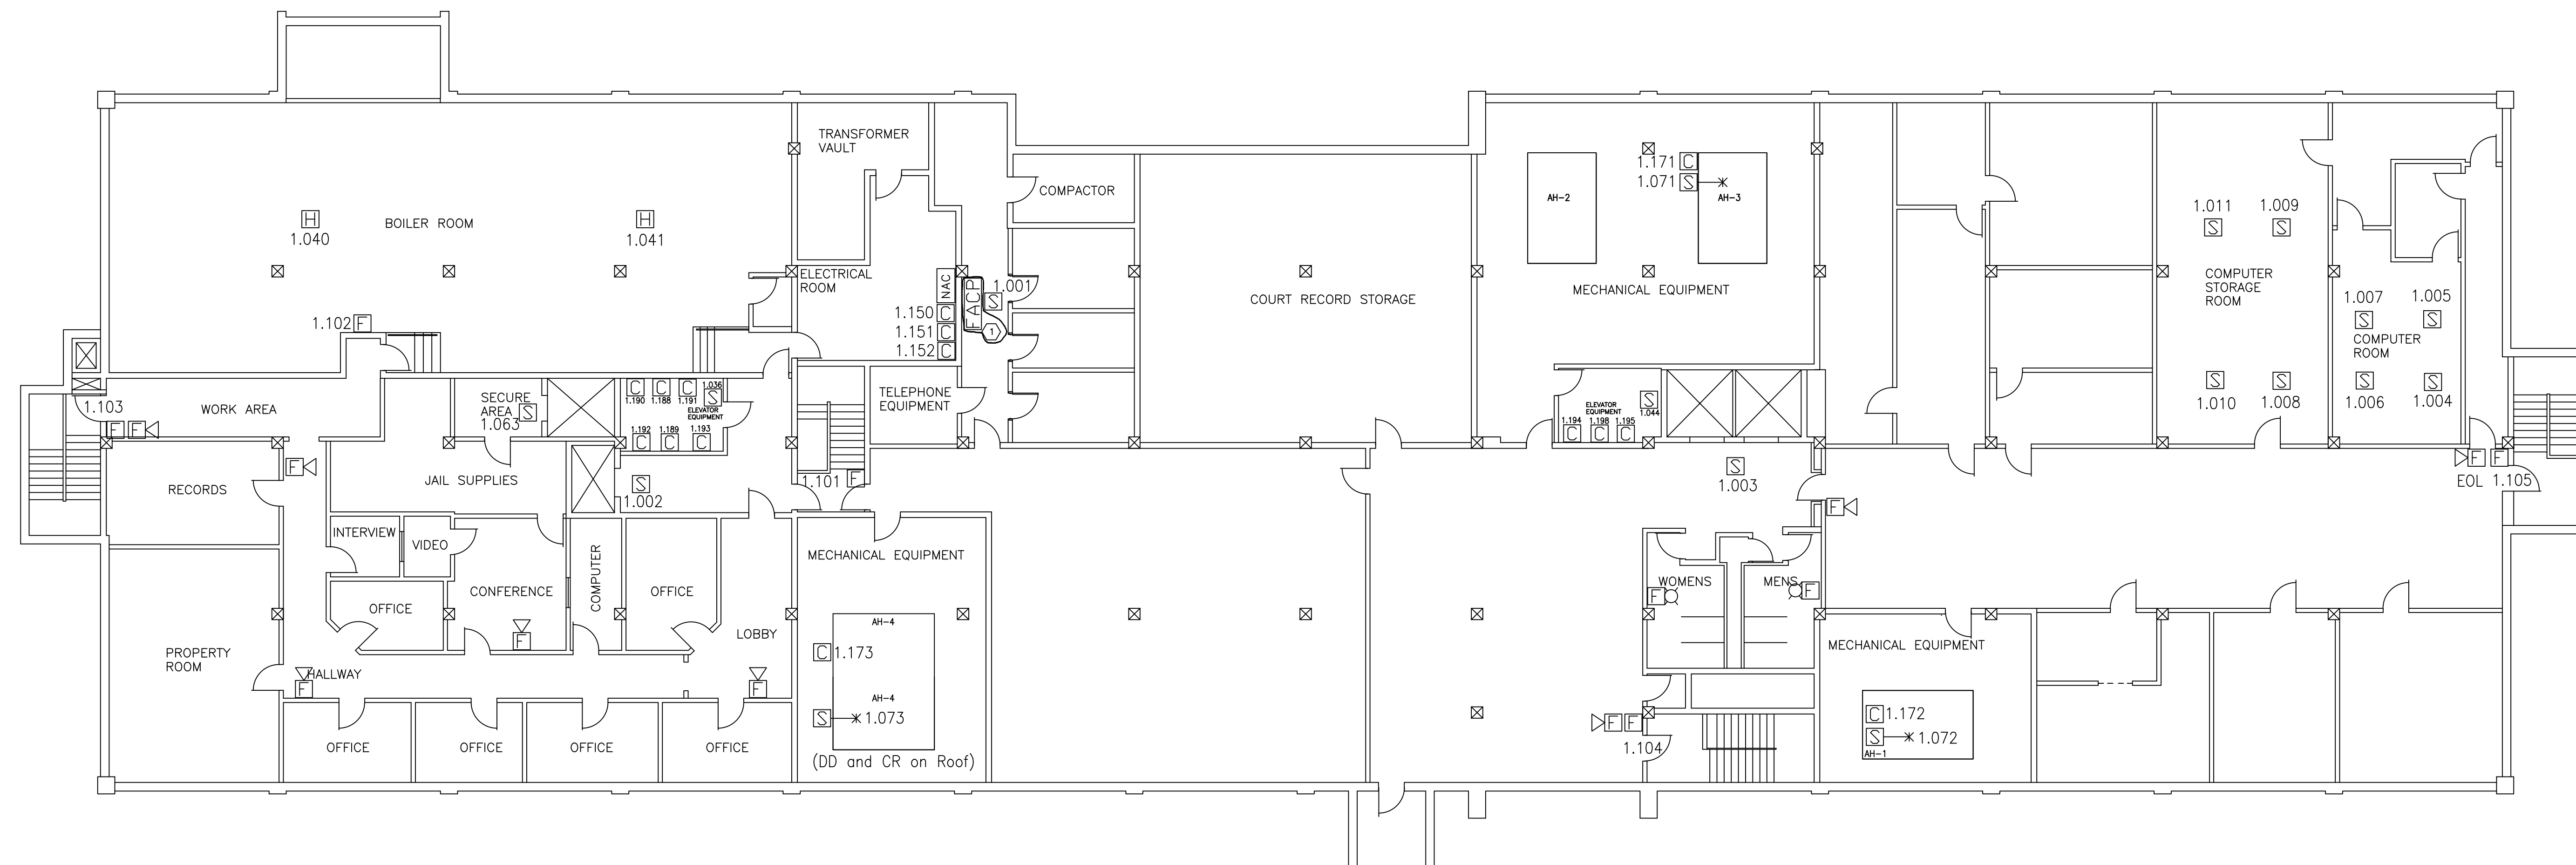 TRANSFORMER
VAULT
BOILER ROOM
H
1.040
H
1.041
1.102 F
ELECTRICAL
ROOM
NAC
FACP
1.001
S
1
1.150 C
1.151 C
1.152 C
COMPACTOR
COURT RECORD STORAGE
AH-2
1.171 C
1.071 S
AH-3
MECHANICAL EQUIPMENT
1.011
S
1.009
S
COMPUTER
STORAGE
ROOM
1.007
S
1.005
S
COMPUTER
ROOM
S
1.010
S
1.008
S
1.006
S
1.004
1.103
F F
WORK AREA
SECURE
AREA S
1.063
C
1.190
C
1.188
C
1.191
1.036
S
ELEVATOR
EQUIPMENT
1.192
C
1.189
C
1.193
C
TELEPHONE
EQUIPMENT
ELEVATOR
EQUIPMENT
S
1.044
1.194
C
1.198
C
1.195
C
F
RECORDS
JAIL SUPPLIES
S
1.002
1.101 F
S
1.003
F
F F
EOL 1.105
INTERVIEW
VIDEO
CONFERENCE
COMPUTER
OFFICE
OFFICE
MECHANICAL EQUIPMENT
WOMENS
F
MENS
F
F
LOBBY
PROPERTY
ROOM
HALLWAY
F
F
AH-4
C 1.173
AH-4
S 1.073
(DD and CR on Roof)
OFFICE
OFFICE
OFFICE
OFFICE
F F
1.104
MECHANICAL EQUIPMENT
C 1.172
S 1.072
AH-1